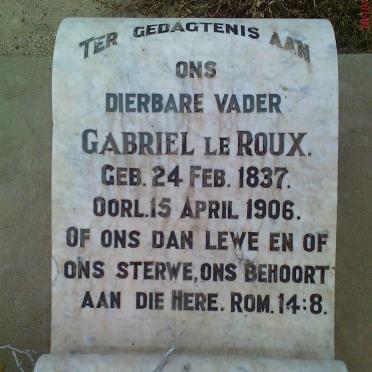 TER GEDAGTENIS AAN
ONS
DIERBARE VADER
GABRIEL LE ROUX.
GEB. 24 FEB. 1837.
OORL. 15 APRIL 1906.
OF ONS DAN LEWE EN OF
ONS STERWE, ONS BEHOORT
AAN DIE HERE. ROM. 14:8.